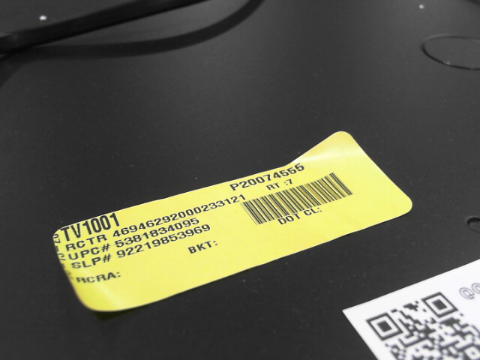 P20074555
RT :7
TV1001
RCTR 46946292000233121
UPC# 5381834095
SLP# 92219853969
BKT:
DOT CL:
RCRA: